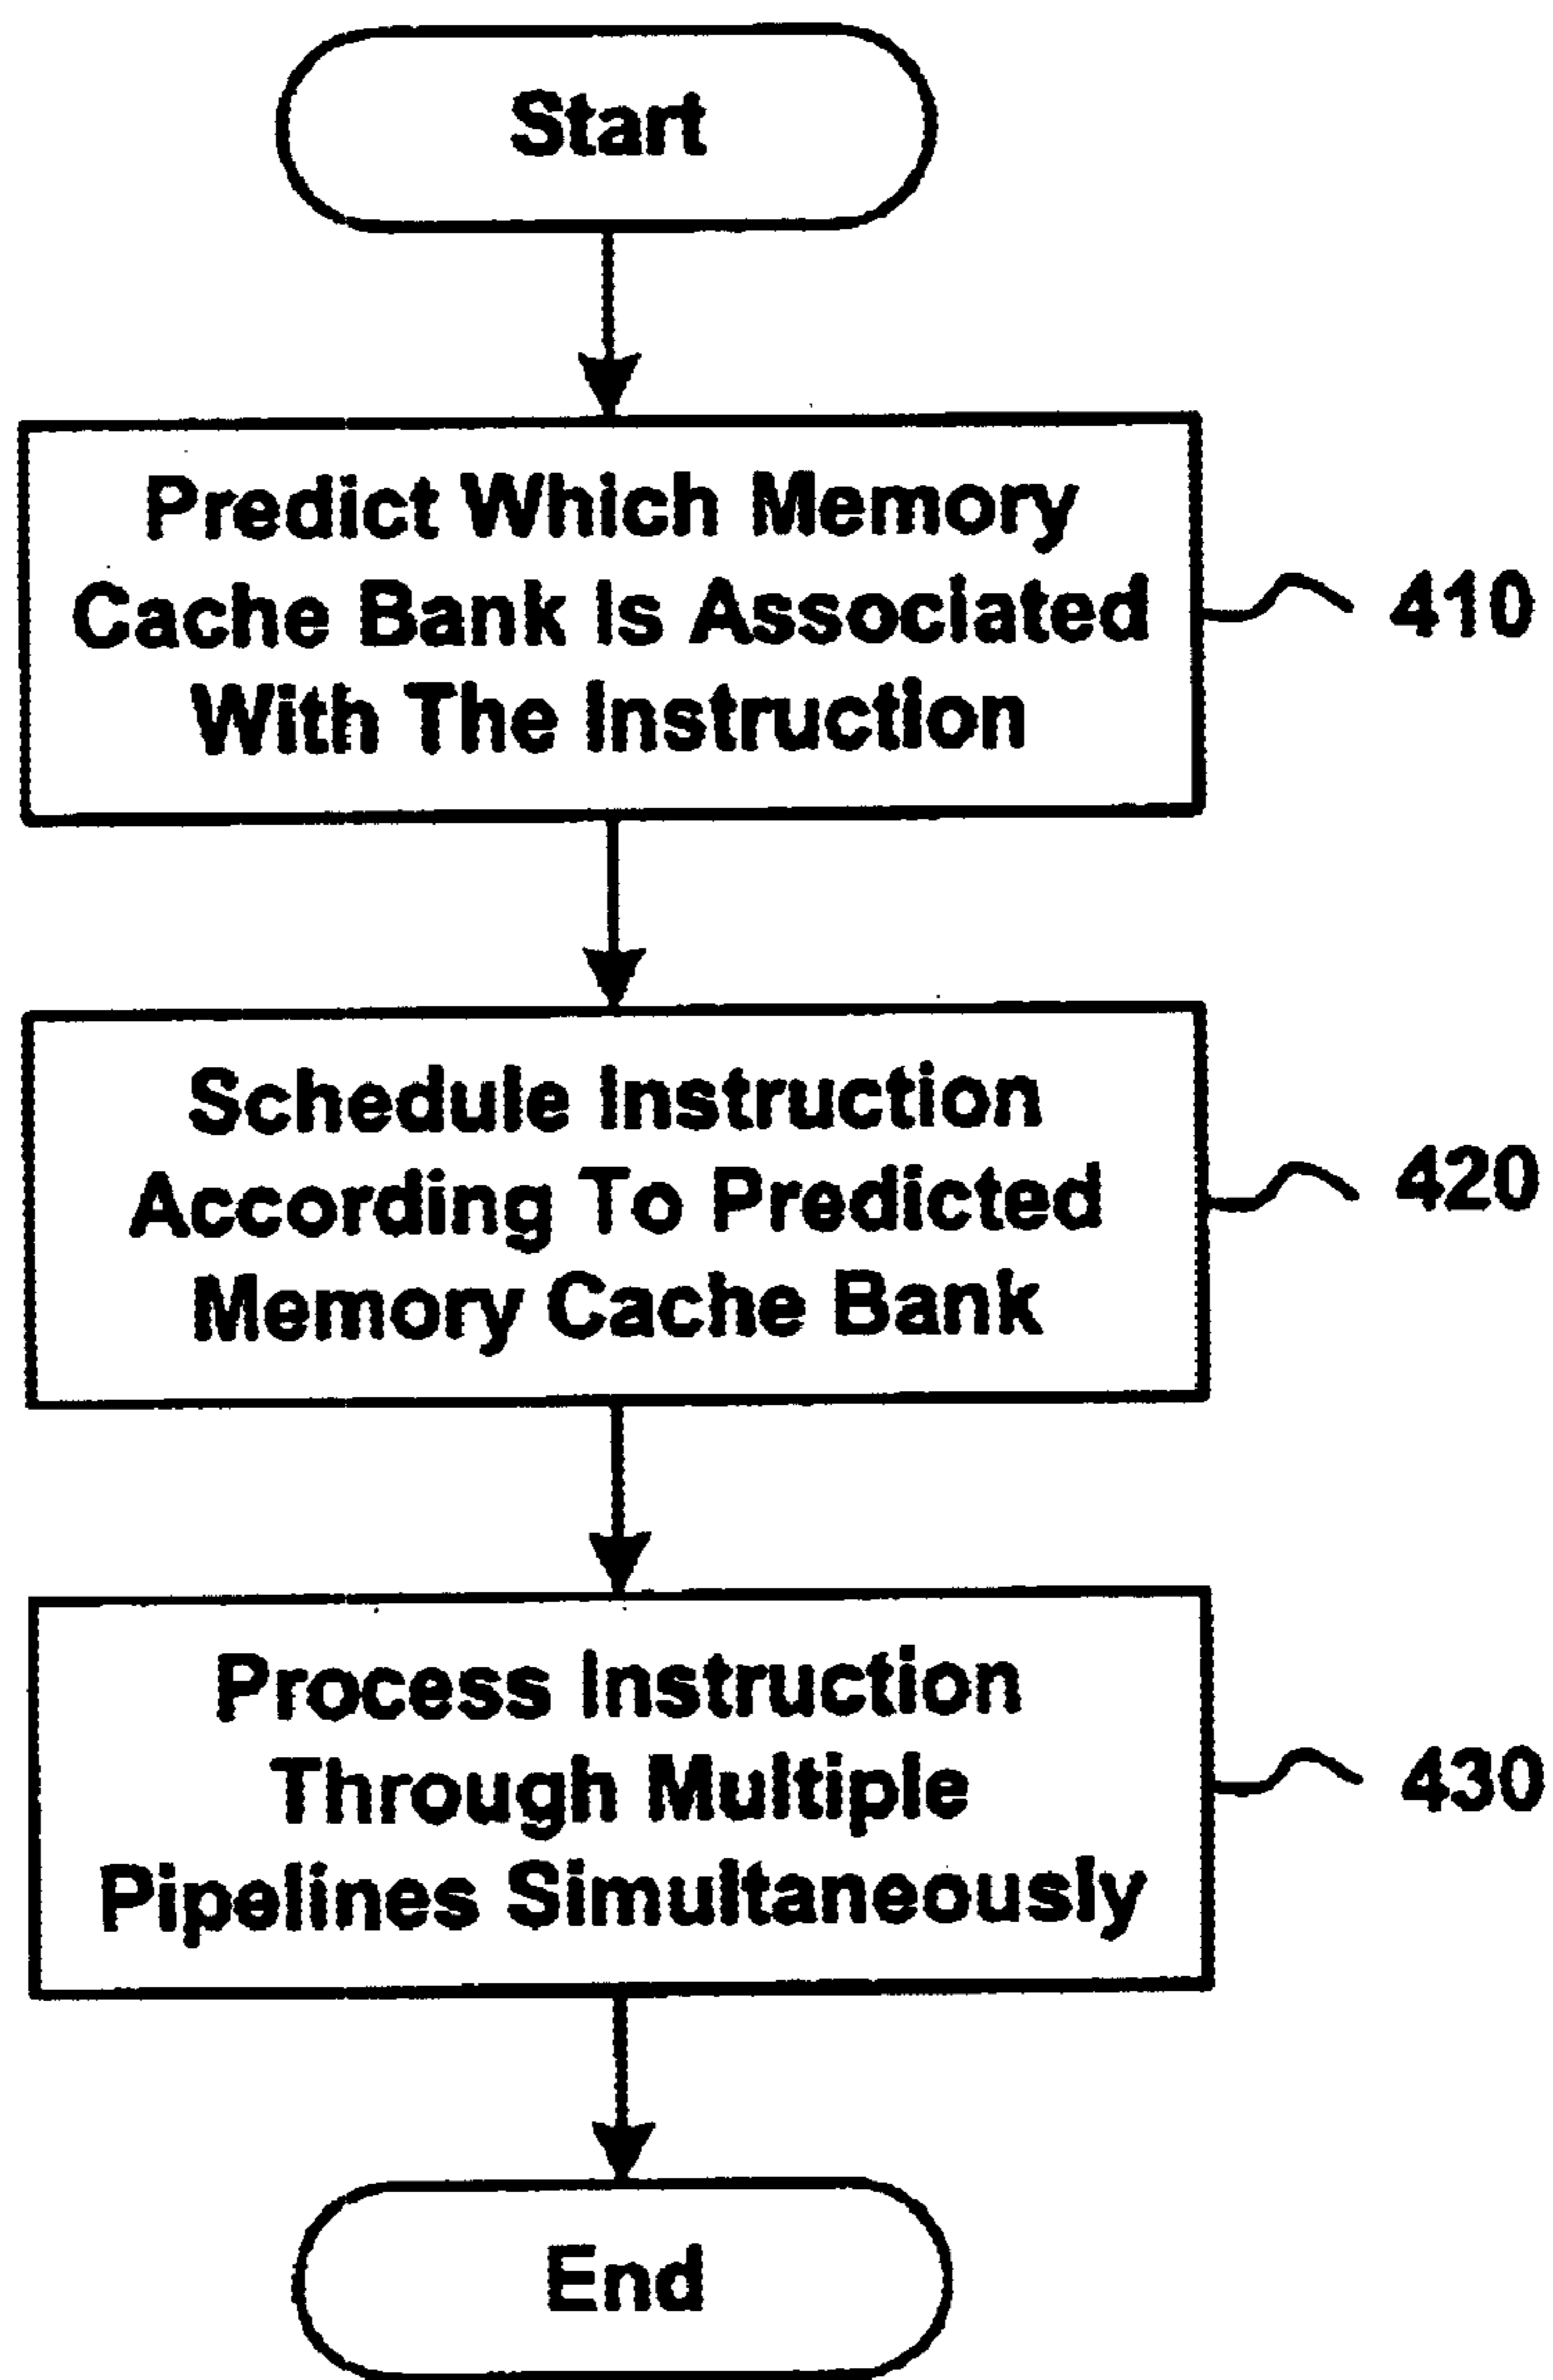 Start
Predict Which Memory
Cache Bank Is Associated
With The Instruction
410
Schedule Instruction
According To Predicted
Memory Cache Bank
420
Process Instruction
Through Multiple
Pipelines Simultaneously
430
End